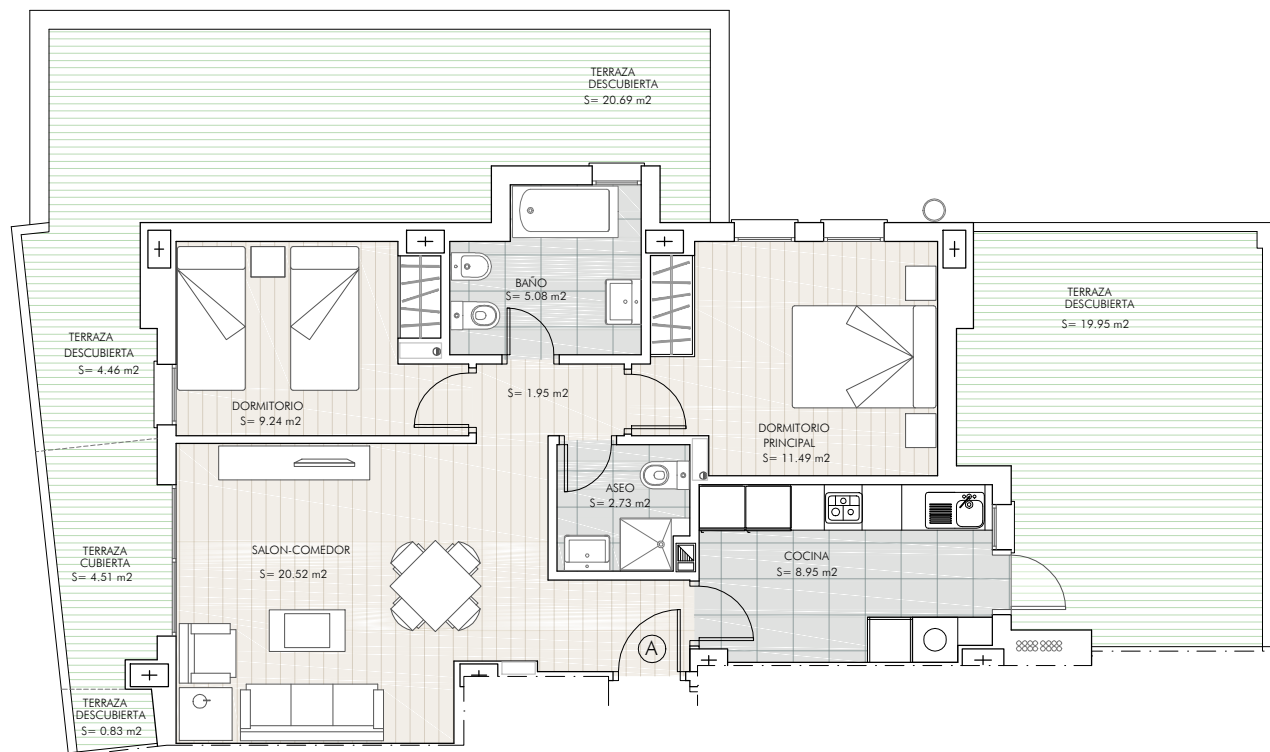 TERRAZA
DESCUBIERTA
S= 20.69 m2
BAÑO
S= 5.08 m2
TERRAZA
DESCUBIERTA
S= 19.95 m2
TERRAZA
DESCUBIERTA
S= 4.46 m2
DORMITORIO
S= 9.24 m2
S= 1.95 m2
DORMITORIO
PRINCIPAL
S= 11.49 m2
ASEO
S= 2.73 m2
TERRAZA
CUBIERTA
S= 4.51 m2
SALON-COMEDOR
S= 20.52 m2
COCINA
S= 8.95 m2
A
TERRAZA
DESCUBIERTA
S= 0.83 m2